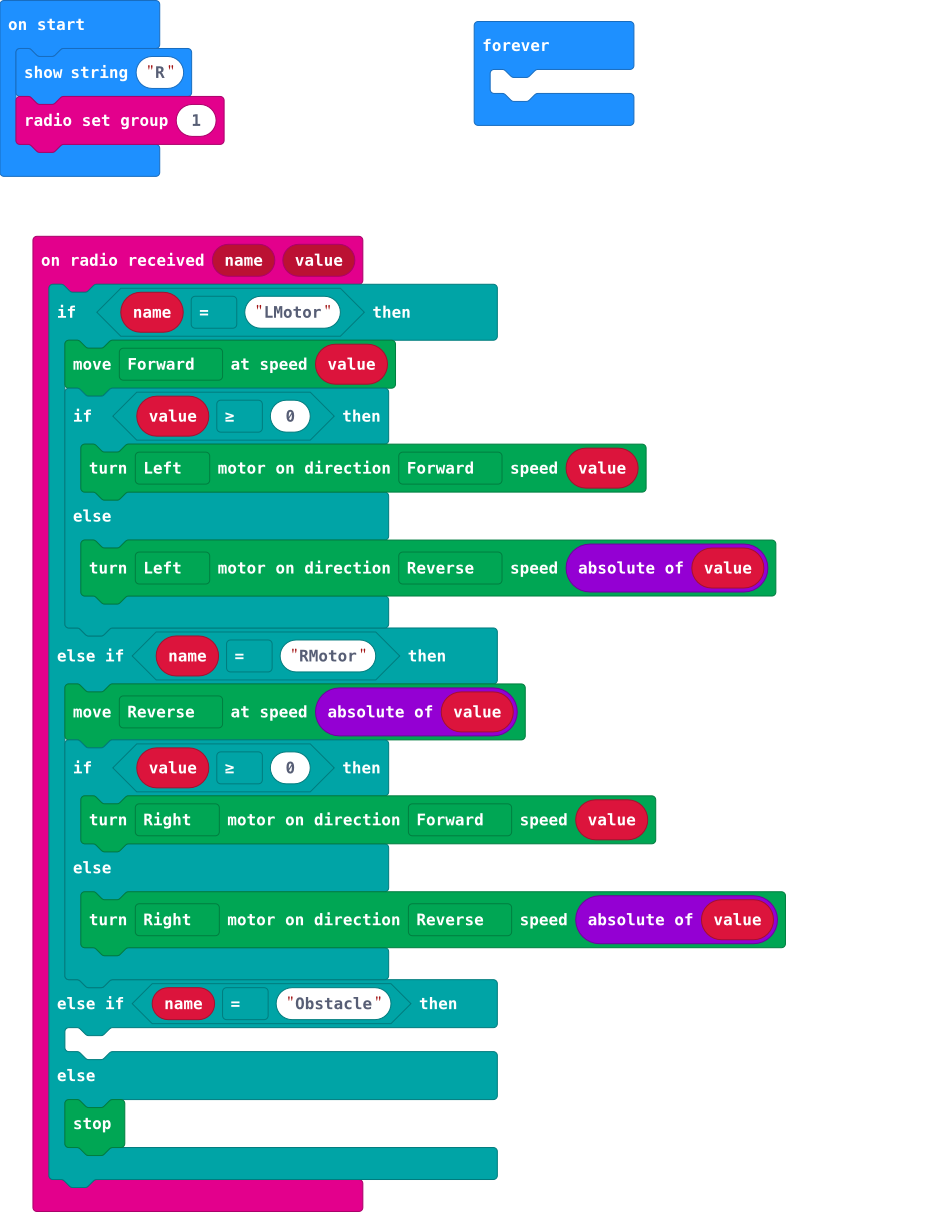 on start
show string "R"
radio set group 1
forever
on radio received name value
if name = "LMotor" then
move Forward at speed value
if value ≥ 0 then
turn Left motor on direction Forward speed value
else
turn Left motor on direction Reverse speed absolute of value
else if name = "RMotor" then
move Reverse at speed absolute of value
if value ≥ 0 then
turn Right motor on direction Forward speed value
else
turn Right motor on direction Reverse speed absolute of value
else if name = "Obstacle" then
else
stop